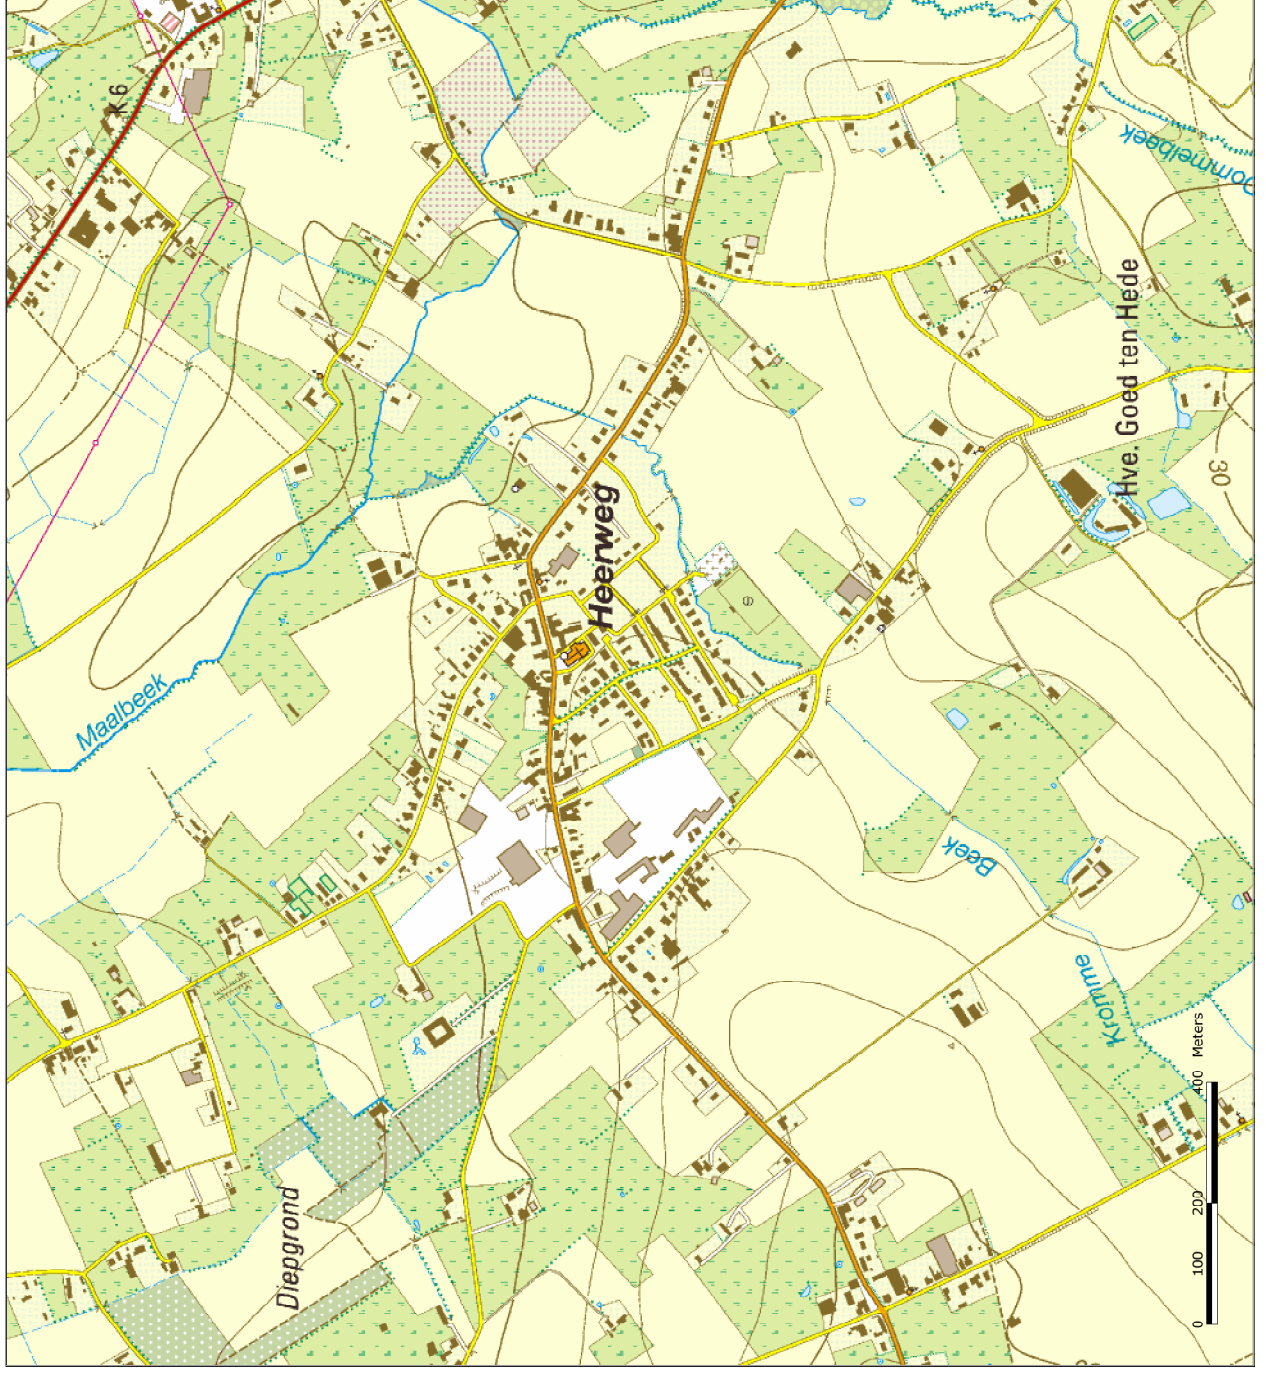 K 6
Dommelbeek
Hve. Goed ten Hede
30
Heerweg
Maalbeek
Beek
Kromme
Diepgrond
0 100 200 400 Meters